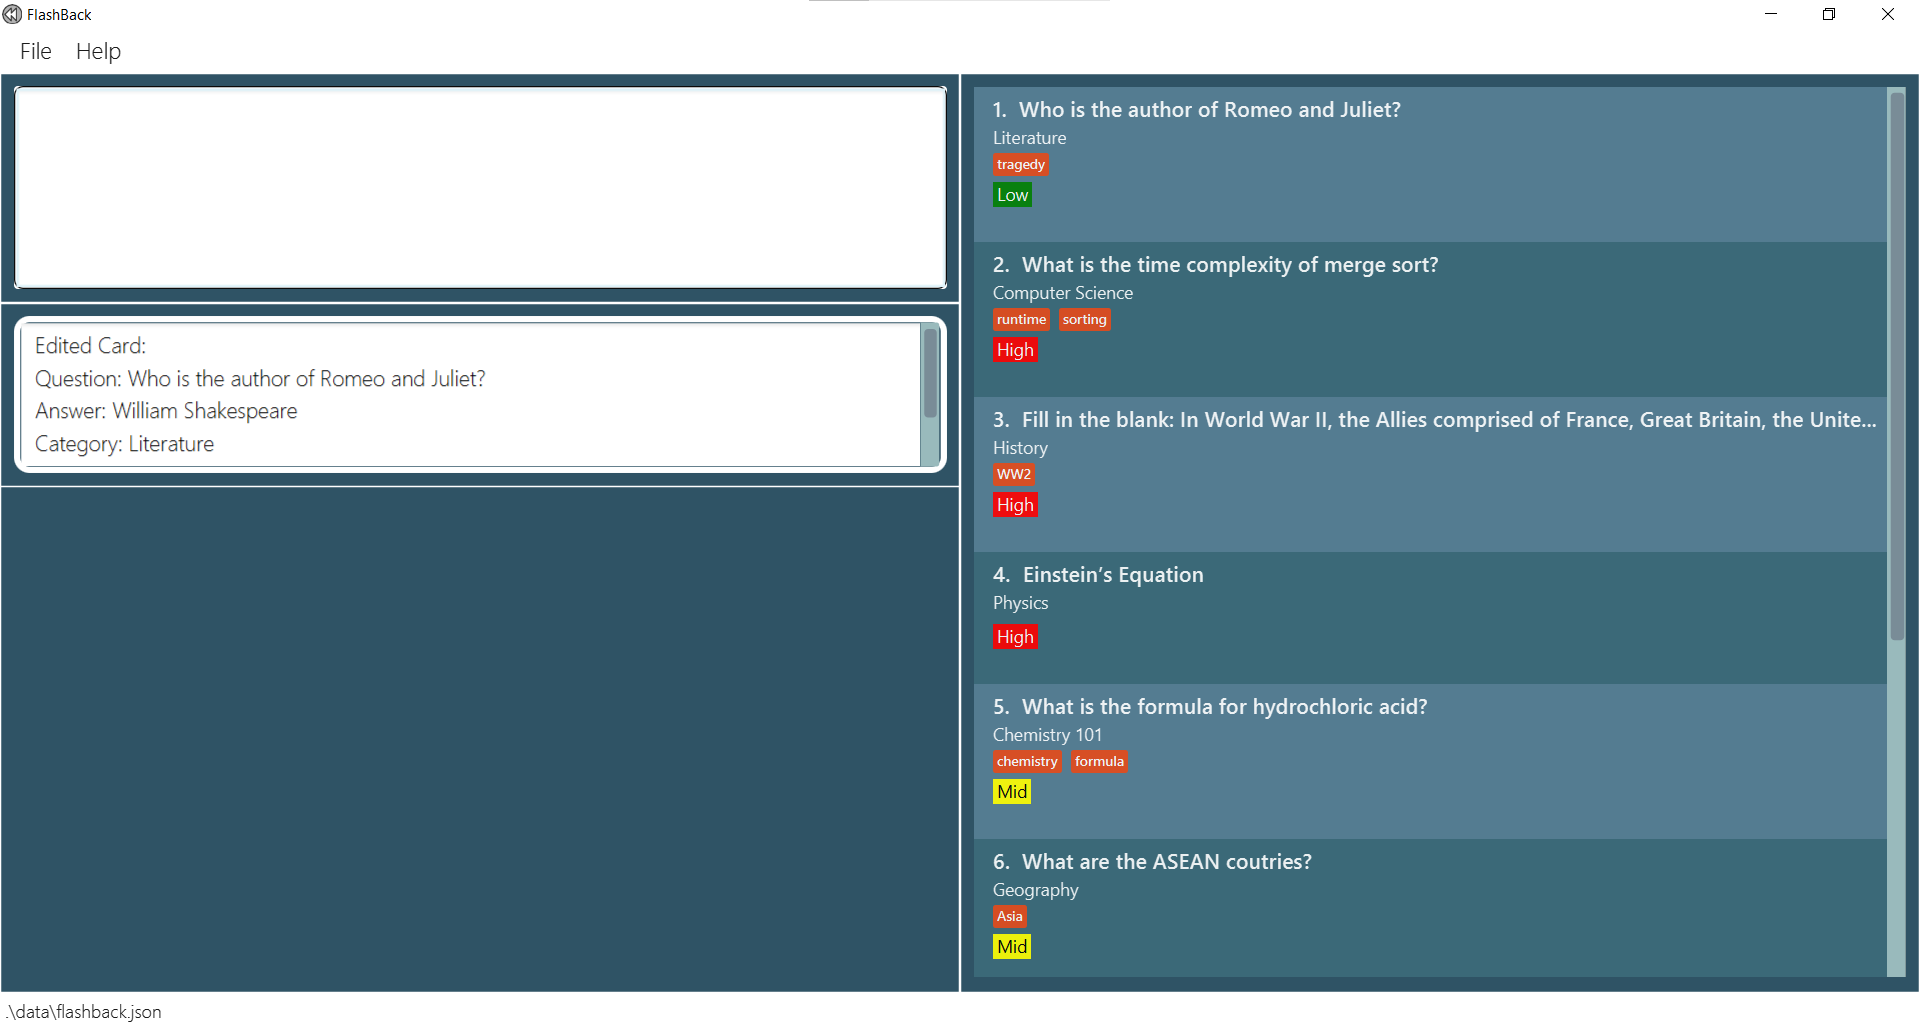 FlashBack
File Help
Edited Card:
Question: Who is the author of Romeo and Juliet?
Answer: William Shakespeare
Category: Literature
1. Who is the author of Romeo and Juliet?
Literature
tragedy
Low
2. What is the time complexity of merge sort?
Computer Science
runtime sorting
High
3. Fill in the blank: In World War II, the Allies comprised of France, Great Britain, the Unite...
History
WW2
High
4. Einstein’s Equation
Physics
High
5. What is the formula for hydrochloric acid?
Chemistry 101
chemistry formula
Mid
6. What are the ASEAN coutries?
Geography
Asia
Mid
.\data\flashback.json